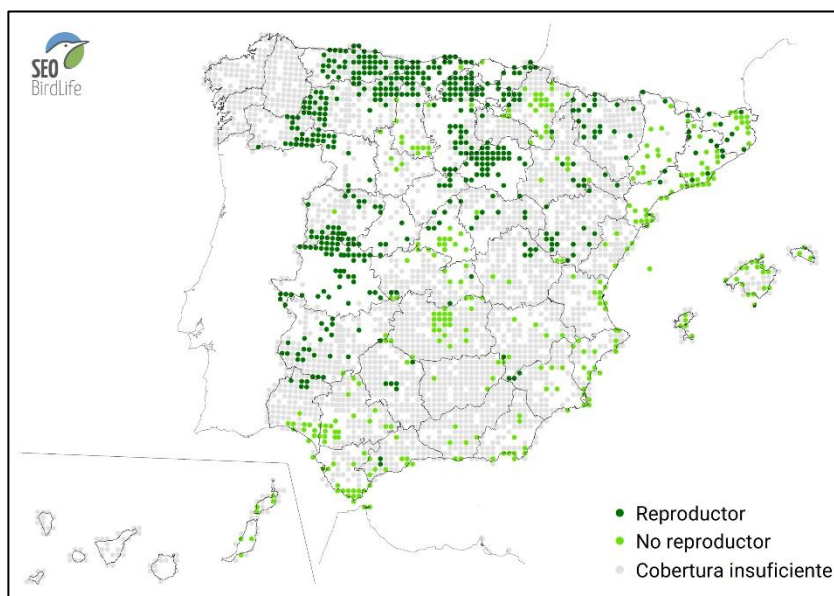 SEO
BirdLife
Reproductor
No reproductor
Cobertura insuficiente